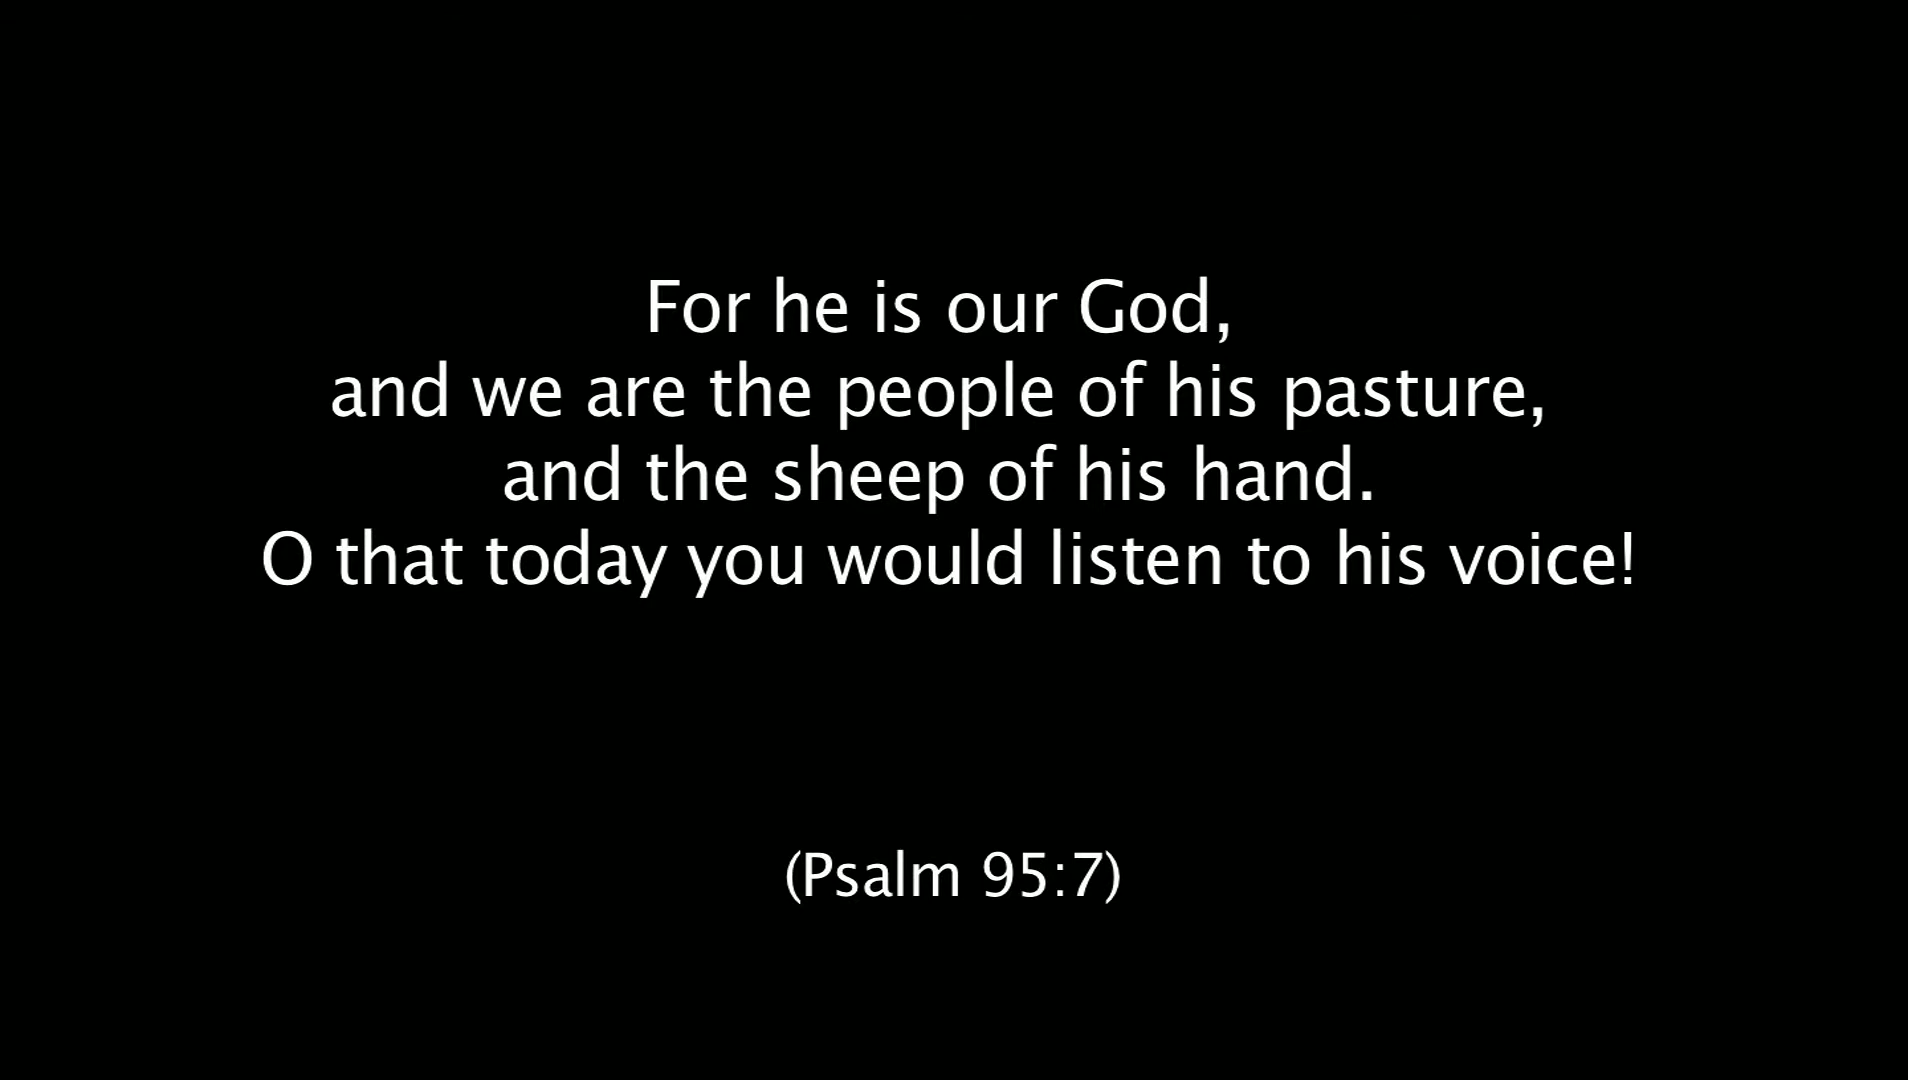 For he is our God,
and we are the people of his pasture,
and the sheep of his hand.
O that today you would listen to his voice!
(Psalm 95:7)